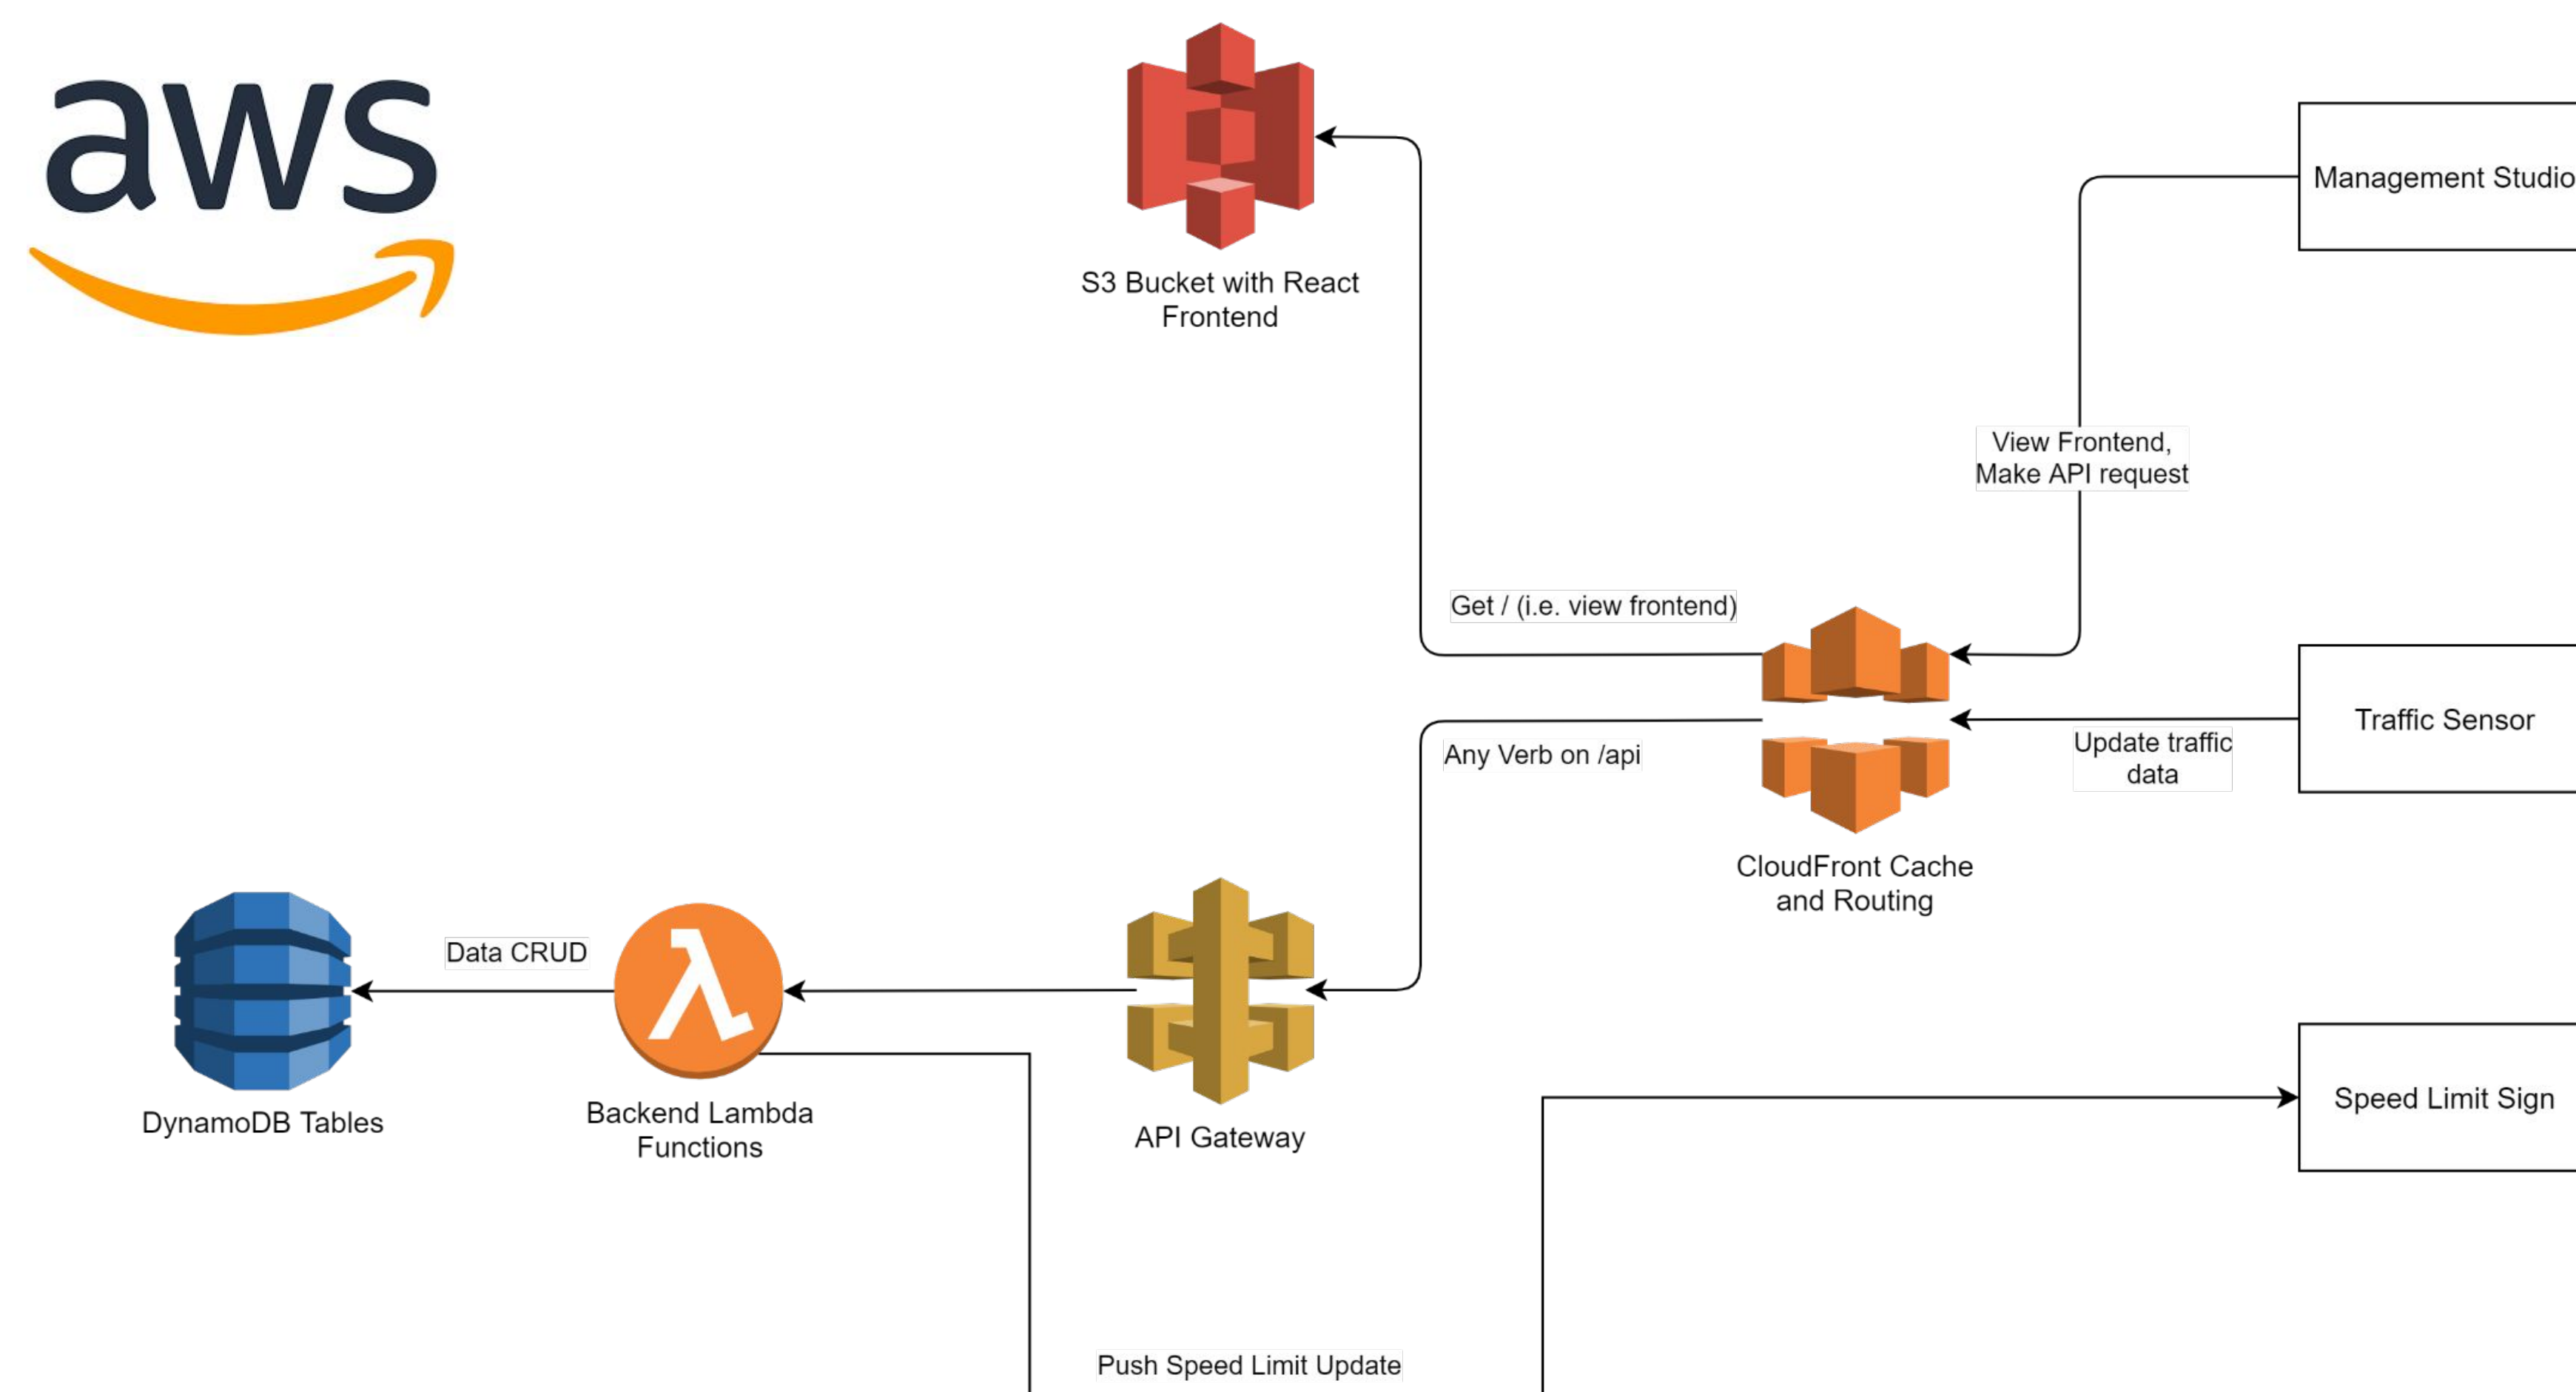 aws
S3 Bucket with React
Frontend
Management Studio
View Frontend,
Make API request
Get / (i.e. view frontend)
Any Verb on /api
Update traffic
data
Traffic Sensor
CloudFront Cache
and Routing
Data CRUD
DynamoDB Tables
Backend Lambda
Functions
API Gateway
Speed Limit Sign
Push Speed Limit Update